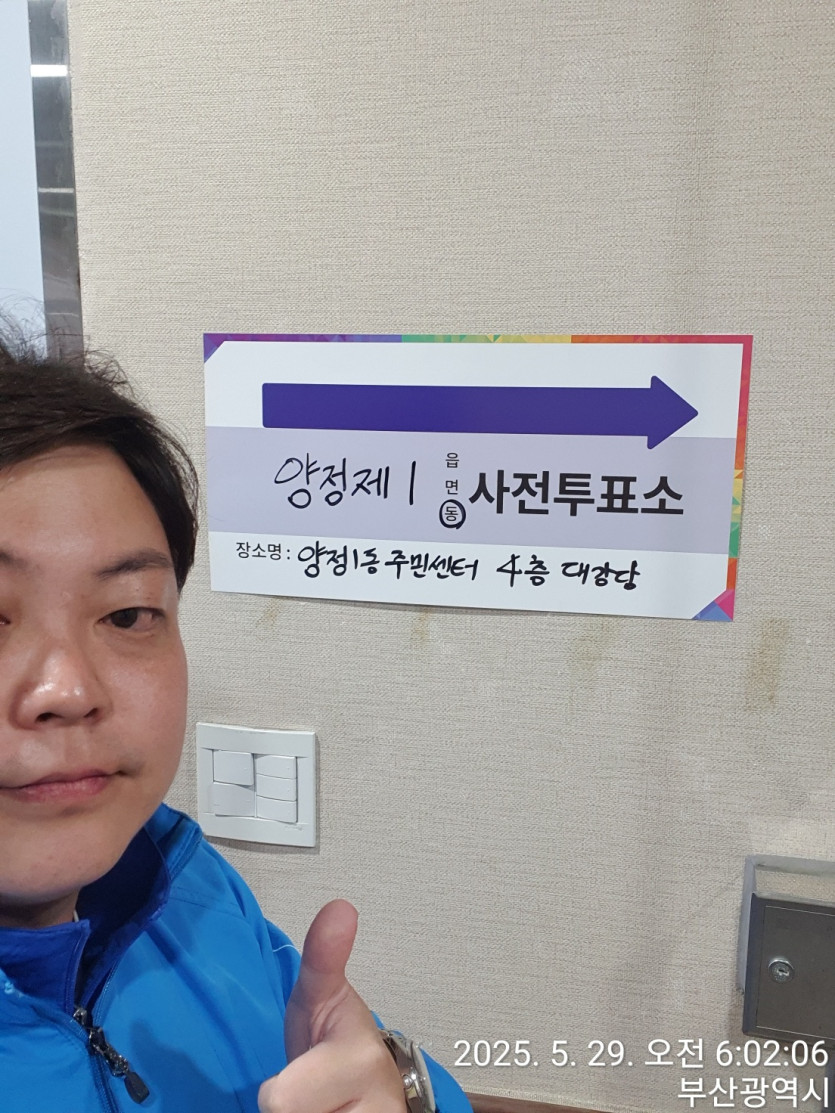 양정제1 읍 면 동 사전투표소
장소명 : 양정1동 주민센터 4층 대강당
2025. 5. 29. 오전 6:02:06
부산광역시